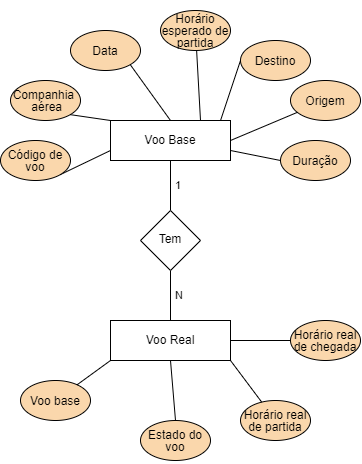 Horário
esperado de
partida
Data
Destino
Companhia
aérea
Origem
Voo Base
Código de
voo
Duração
1
Tem
N
Voo Real
Horário real
de chegada
Voo base
Horário real
de partida
Estado do
voo